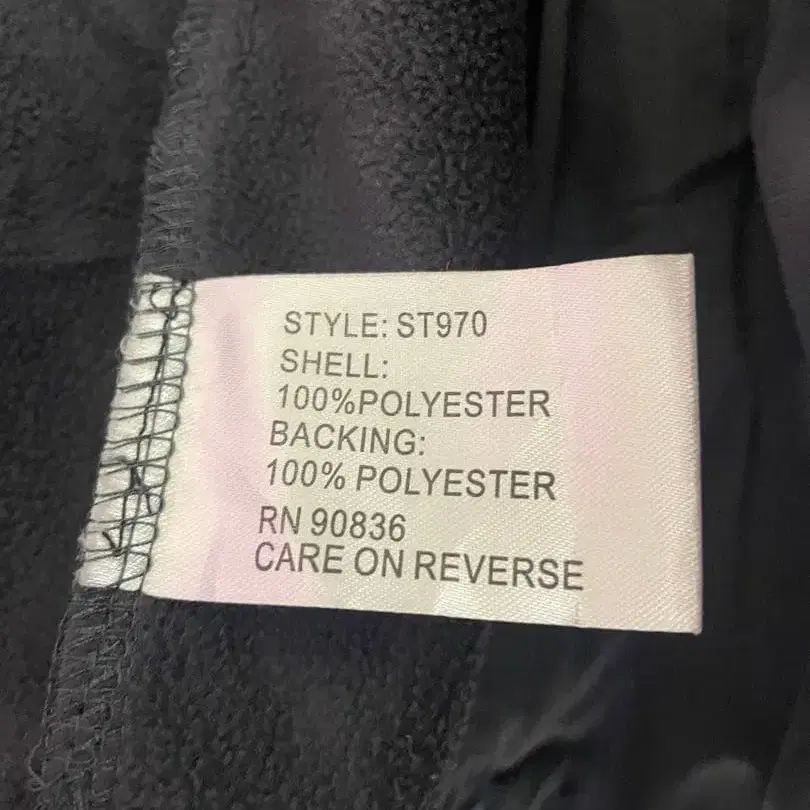 STYLE: ST970
SHELL:
100%POLYESTER
BACKING:
100% POLYESTER
RN 90836
CARE ON REVERSE